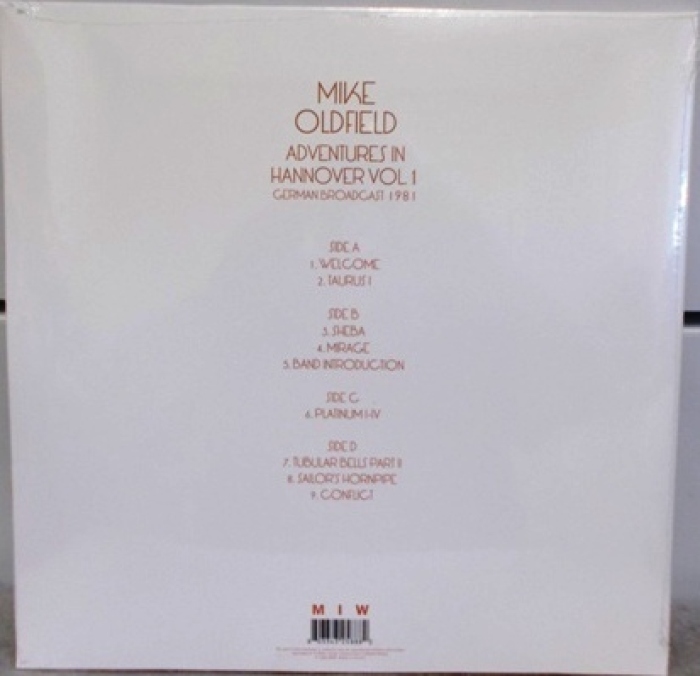 MIKE
OLDFIELD
ADVENTURES IN
HANNOVER VOL 1
GERMAN BROADCAST 1981
SIDE A
1. WELCOME
2. TAURUS I
SIDE B
3. SHEBA
4. MIRAGE
5. BAND INTRODUCTION
SIDE C
6. PLATINUM I-IV
SIDE D
7. TUBULAR BELLS PART II
8. SAILOR'S HORNPIPE
9. CONFLICT
MIW